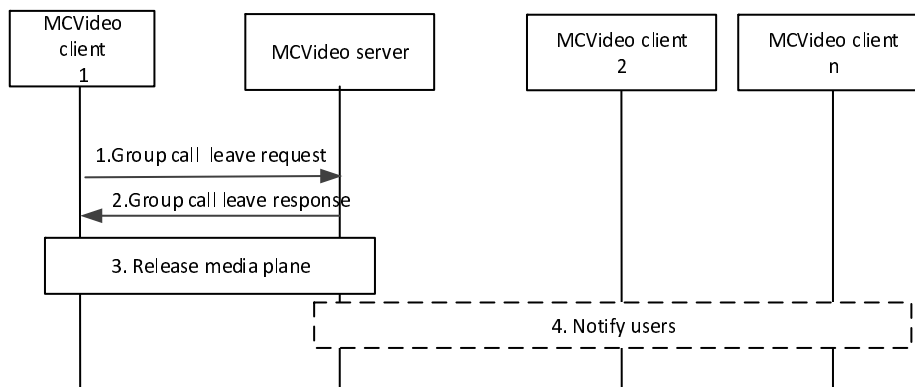 MCVideo
client
1
MCVideo server
MCVideo client
2
MCVideo client
n
1.Group call leave request
2.Group call leave response
3. Release media plane
4. Notify users